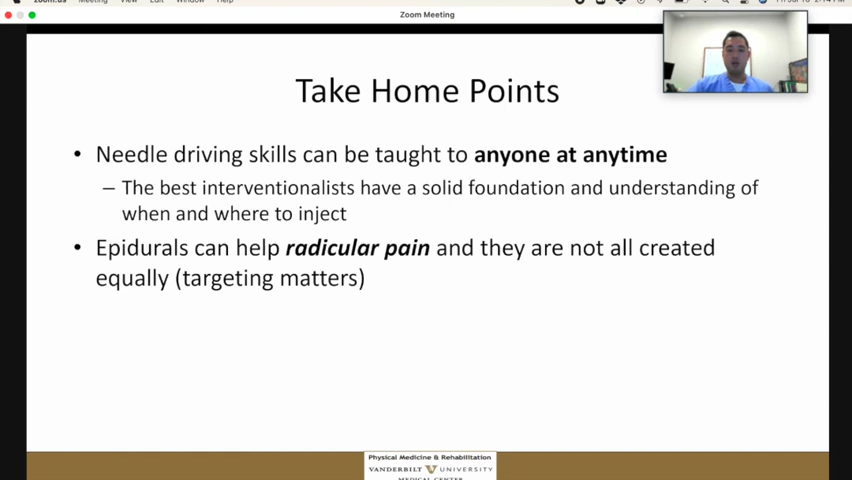 Zoom Meeting
Take Home Points
• Needle driving skills can be taught to anyone at anytime
– The best interventionalists have a solid foundation and understanding of
when and where to inject
• Epidurals can help radicular pain and they are not all created
equally (targeting matters)
Physical Medicine & Rehabilitation
VANDERBILT V UNIVERSITY
MEDICAL CENTER